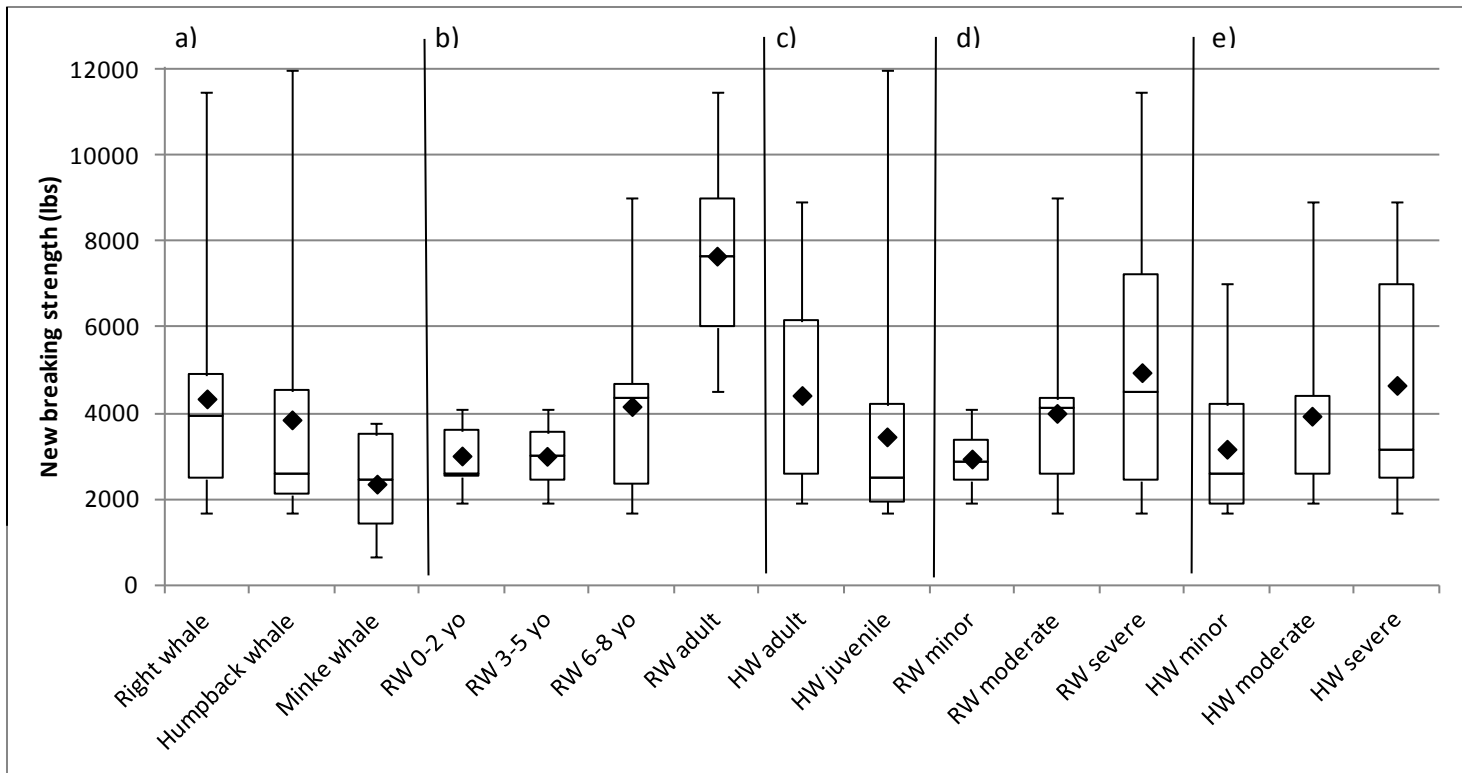 a)
b)
c)
d)
e)
New breaking strength (lbs)
12000
10000
8000
6000
4000
2000
0
Right whale
Humpback whale
Minke whale
RW 0-2 yo
RW 3-5 yo
RW 6-8 yo
RW adult
HW adult
HW juvenile
RW minor
RW moderate
RW severe
HW minor
HW moderate
HW severe